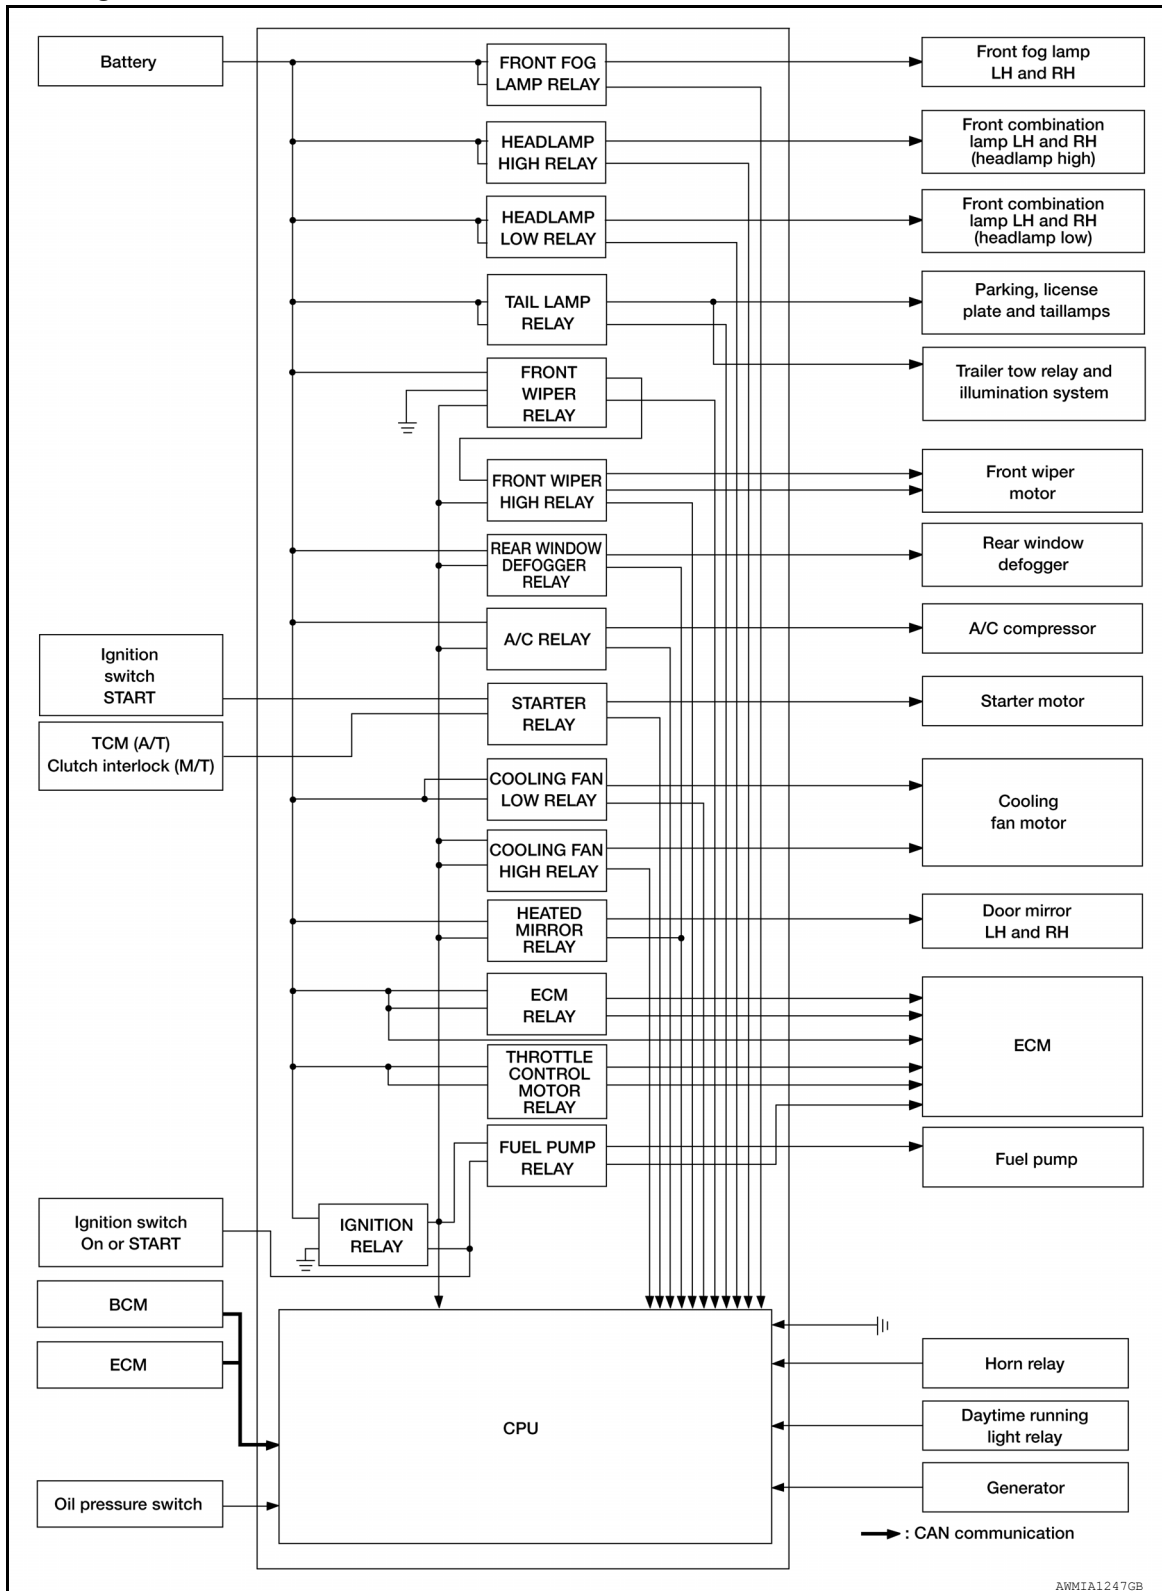 Battery
FRONT FOG
LAMP RELAY
Front fog lamp
LH and RH
HEADLAMP
HIGH RELAY
Front combination
lamp LH and RH
(headlamp high)
HEADLAMP
LOW RELAY
Front combination
lamp LH and RH
(headlamp low)
TAIL LAMP
RELAY
Parking, license
plate and taillamps
FRONT
WIPER
RELAY
Trailer tow relay and
illumination system
FRONT WIPER
HIGH RELAY
Front wiper
motor
REAR WINDOW
DEFOGGER
RELAY
Rear window
defogger
A/C RELAY
A/C compressor
Ignition
switch
START
STARTER
RELAY
Starter motor
TCM (A/T)
Clutch interlock (M/T)
COOLING FAN
LOW RELAY
Cooling
fan motor
COOLING FAN
HIGH RELAY
HEATED
MIRROR
RELAY
Door mirror
LH and RH
ECM
RELAY
ECM
THROTTLE
CONTROL
MOTOR
RELAY
FUEL PUMP
RELAY
Fuel pump
Ignition switch
On or START
IGNITION
RELAY
BCM
ECM
CPU
Horn relay
Daytime running
light relay
Generator
Oil pressure switch
: CAN communication
AWMIA1247GB